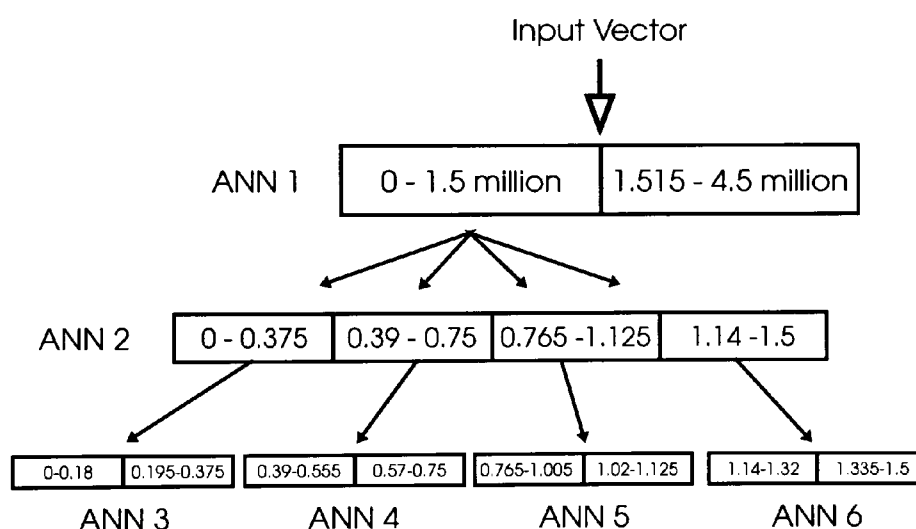 Input Vector
ANN 1 0 - 1.5 million 1.515 - 4.5 million
ANN 2 0 - 0.375 0.39 - 0.75 0.765 -1.125 1.14 -1.5
0-0.18 0.195-0.375 0.39-0.555 0.57-0.75 0.765-1.005 1.02-1.125 1.14-1.32 1.335-1.5
ANN 3 ANN 4 ANN 5 ANN 6